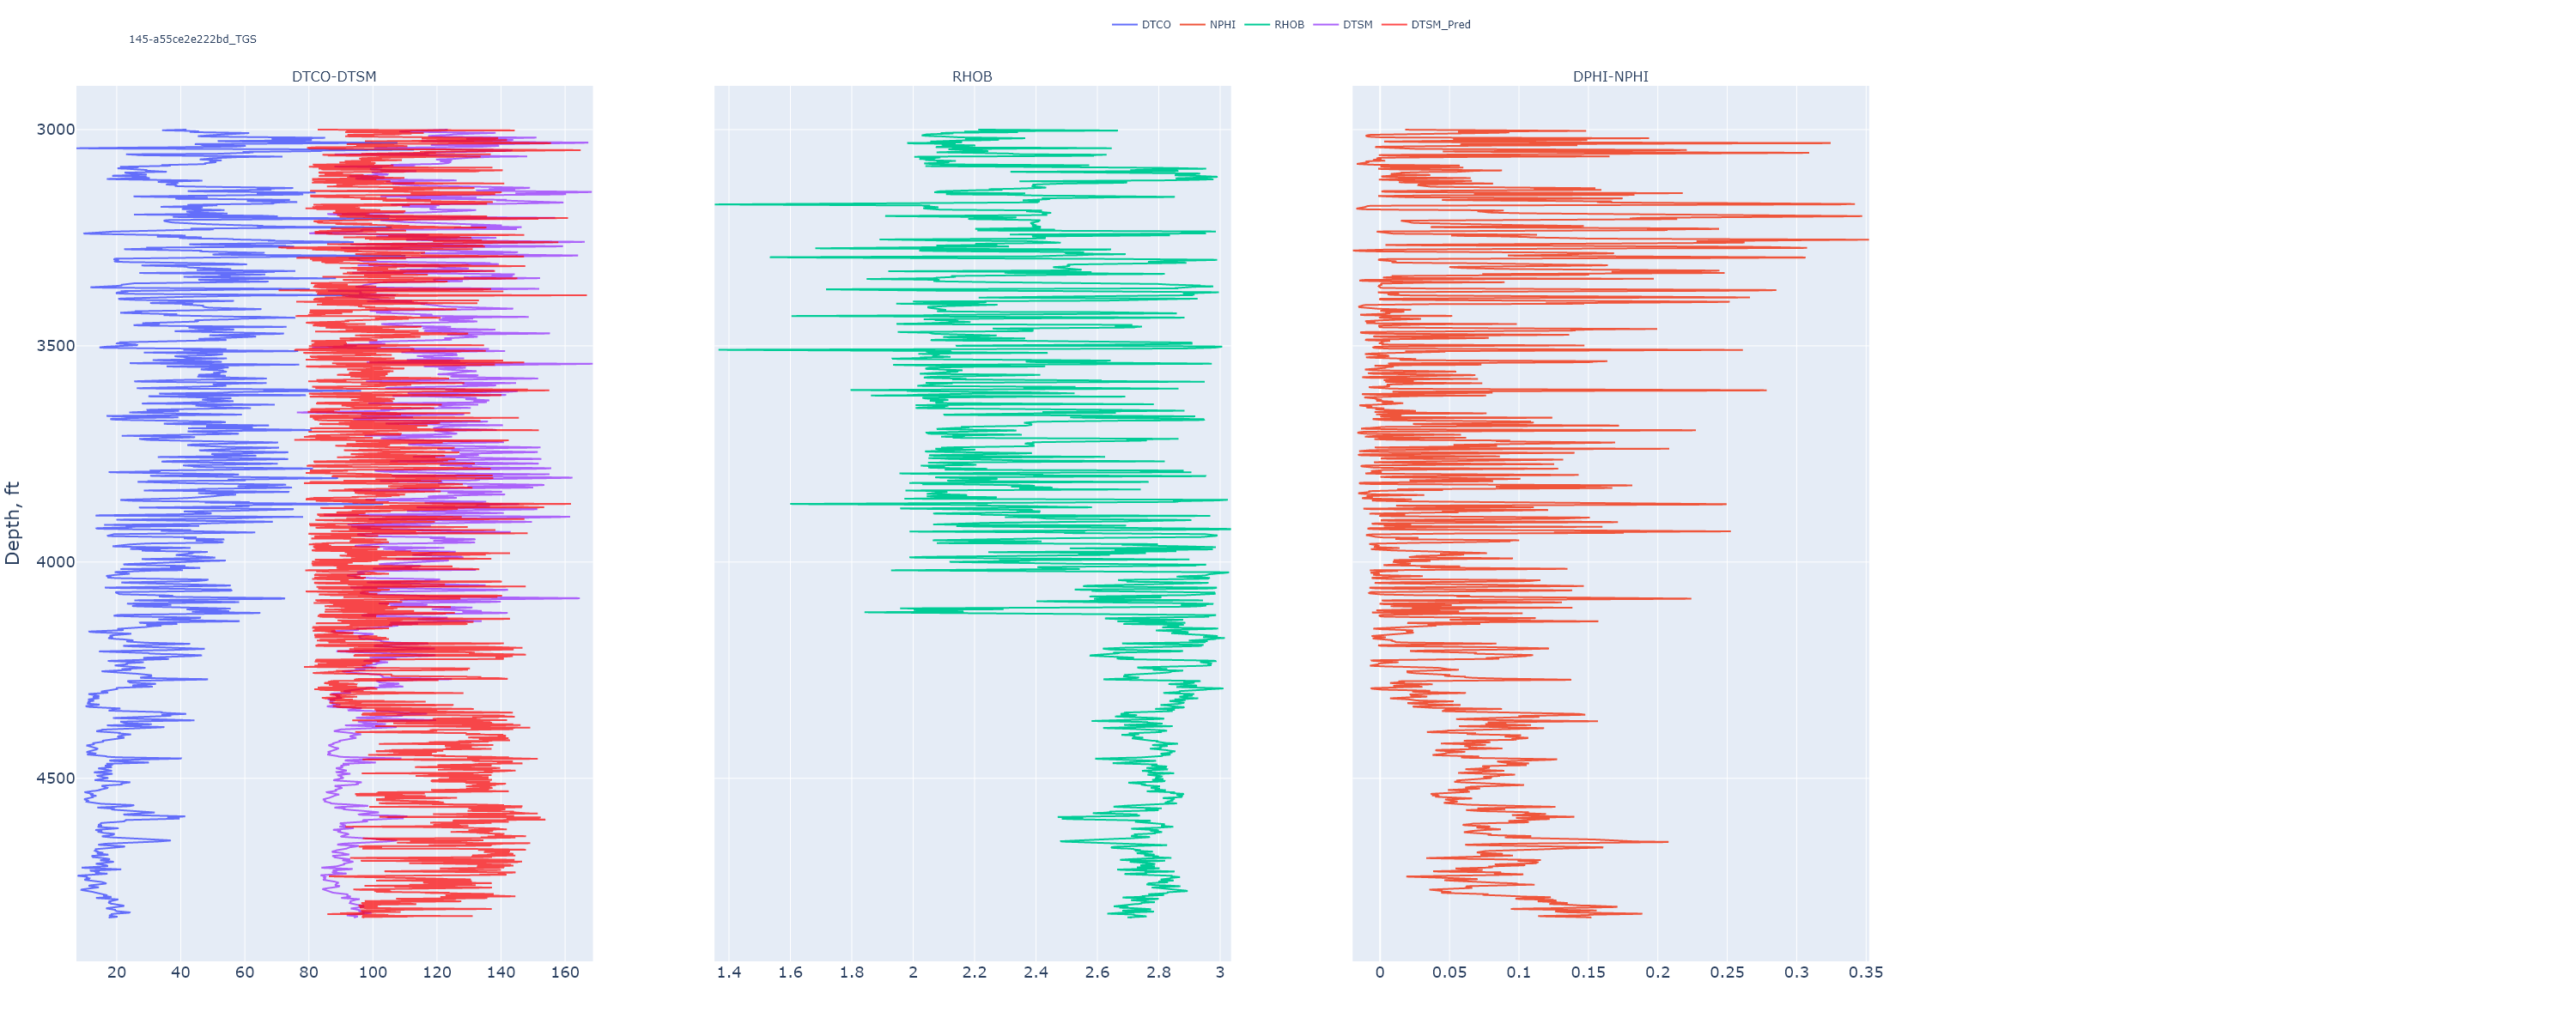 DTCO NPHI RHOB DTSM DTSM_Pred
145-a55ce2e222bd_TGS
DTCO-DTSM RHOB DPHI-NPHI
Depth, ft
3000
3500
4000
4500
20 40 60 80 100 120 140 160
1.4 1.6 1.8 2 2.2 2.4 2.6 2.8 3
0 0.05 0.1 0.15 0.2 0.25 0.3 0.35